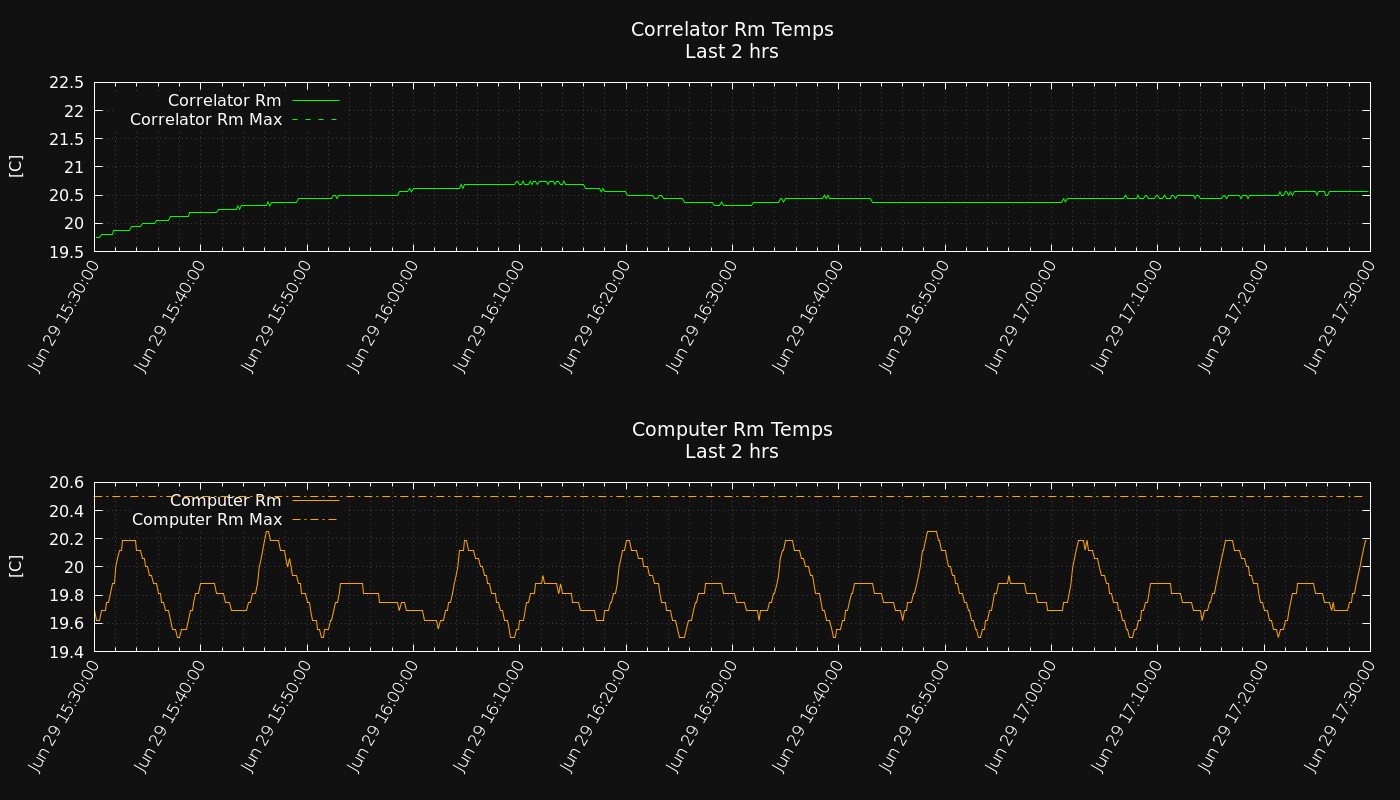 Correlator Rm Temps
Last 2 hrs
22.5
22
21.5
21
20.5
20
19.5
[C]
Correlator Rm
Correlator Rm Max
Jun 29 15:30:00
Jun 29 15:40:00
Jun 29 15:50:00
Jun 29 16:00:00
Jun 29 16:10:00
Jun 29 16:20:00
Jun 29 16:30:00
Jun 29 16:40:00
Jun 29 16:50:00
Jun 29 17:00:00
Jun 29 17:10:00
Jun 29 17:20:00
Jun 29 17:30:00
Computer Rm Temps
Last 2 hrs
20.6
20.4
20.2
20
19.8
19.6
19.4
[C]
Computer Rm
Computer Rm Max
Jun 29 15:30:00
Jun 29 15:40:00
Jun 29 15:50:00
Jun 29 16:00:00
Jun 29 16:10:00
Jun 29 16:20:00
Jun 29 16:30:00
Jun 29 16:40:00
Jun 29 16:50:00
Jun 29 17:00:00
Jun 29 17:10:00
Jun 29 17:20:00
Jun 29 17:30:00